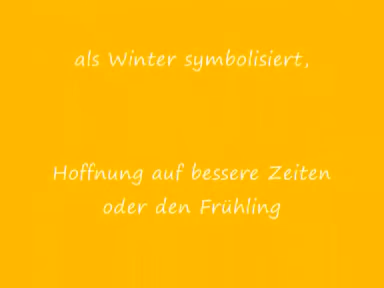 als Winter symbolisiert,
Hoffnung auf bessere Zeiten
oder den Frühling